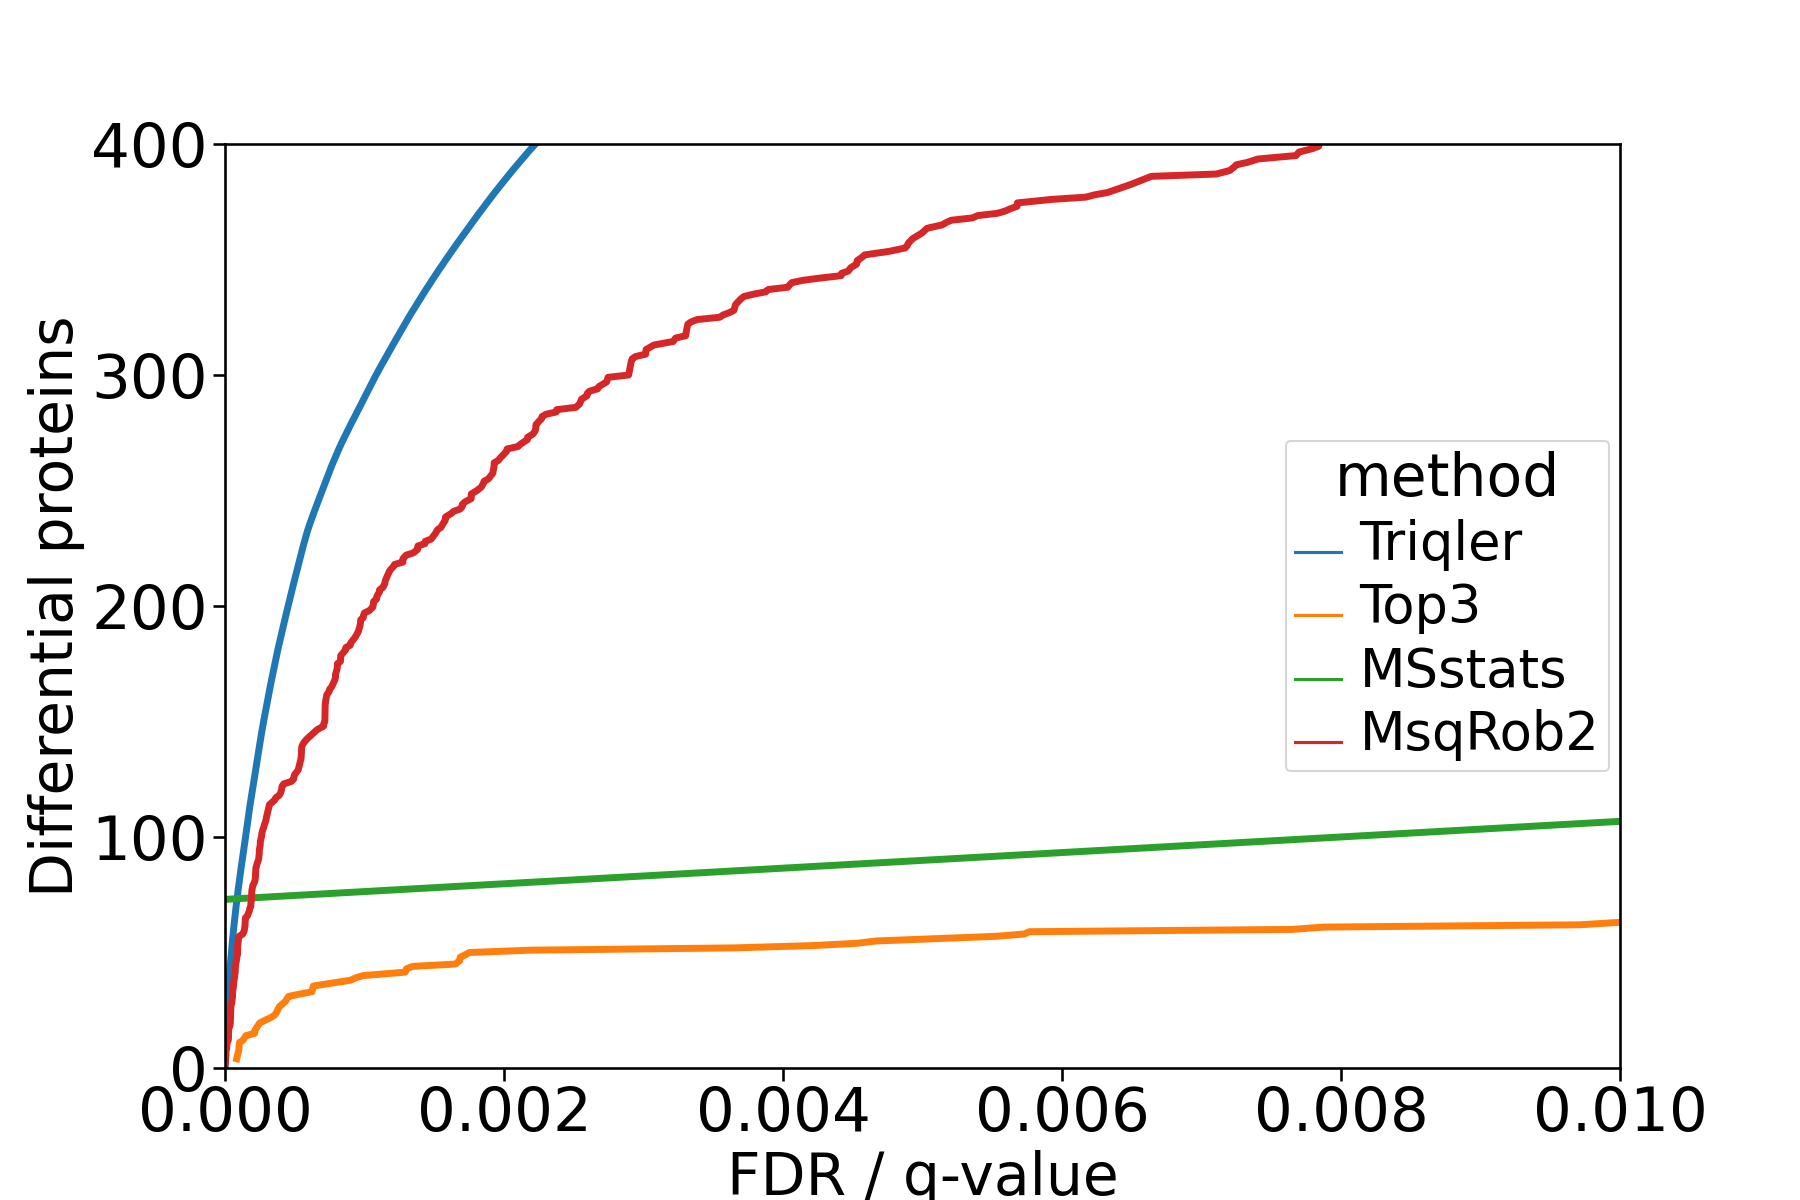 400
300
200
100
0
Differential proteins
method
Triqler
Top3
MSstats
MsqRob2
0.000 0.002 0.004 0.006 0.008 0.010
FDR / q-value